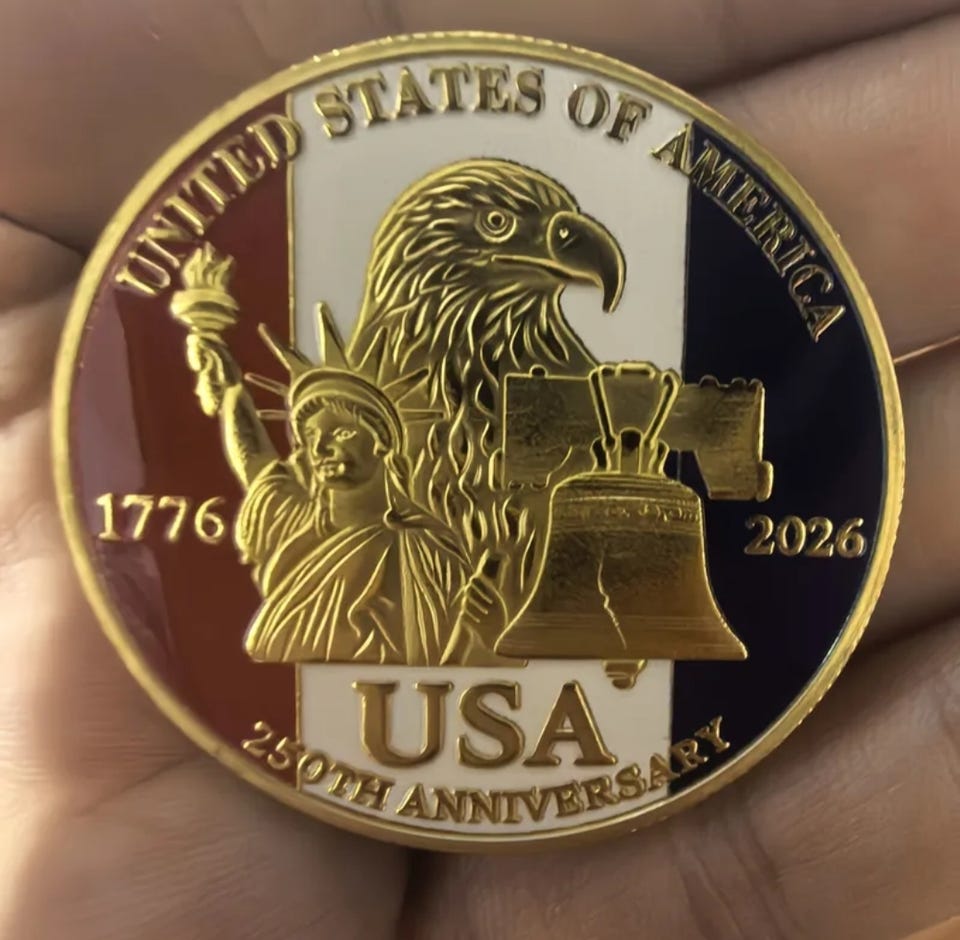 UNITED STATES OF AMERICA
1776
2026
USA
250TH ANNIVERSARY